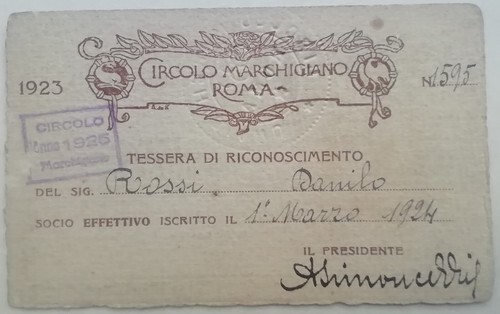 CIRCOLO MARCHIGIANO
ROMA
1923
N. 1595
CIRCOLO
1926
TESSERA DI RICONOSCIMENTO
DEL SIG. Rossi Danilo
SOCIO EFFETTIVO ISCRITTO IL 1° Marzo 1924
IL PRESIDENTE